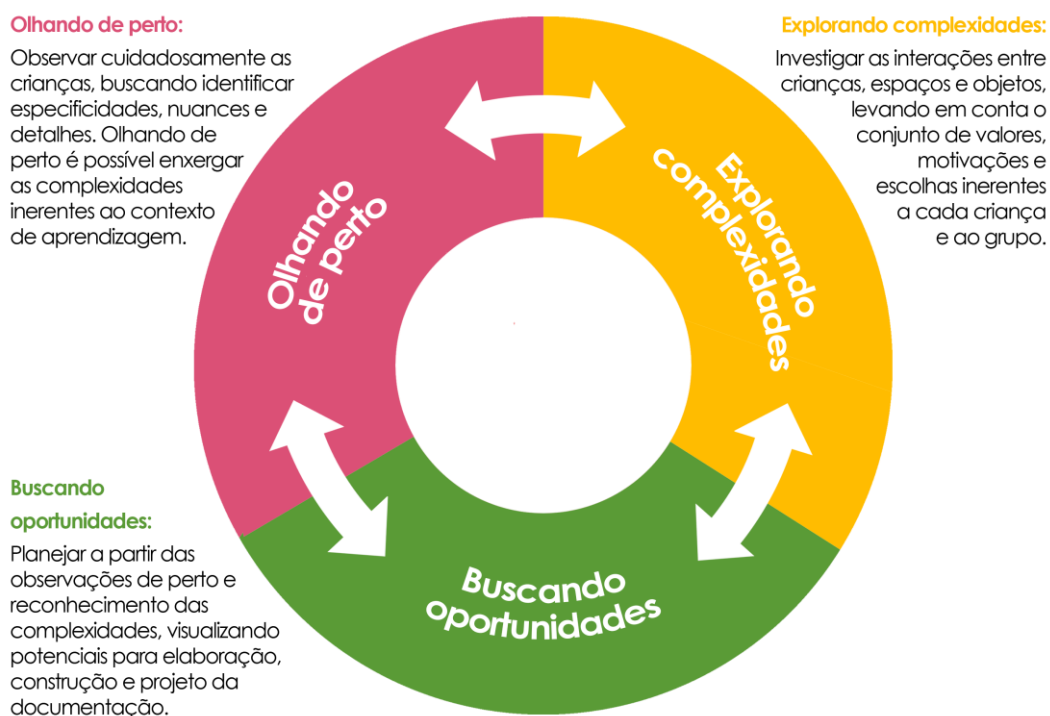 Olhando de perto:
Observar cuidadosamente as
crianças, buscando identificar
especificidades, nuances e
detalhes. Olhando de
perto é possível enxergar
as complexidades
inerentes ao contexto
de aprendizagem.
Explorando complexidades:
Investigar as interações entre
crianças, espaços e objetos,
levando em conta o
conjunto de valores,
motivações e
escolhas inerentes
a cada criança
e ao grupo.
Olhando
de perto
Explorando
complexidades
Buscando
oportunidades
Buscando
oportunidades:
Planejar a partir das
observações de perto e
reconhecimento das
complexidades, visualizando
potenciais para elaboração,
construção e projeto da
documentação.